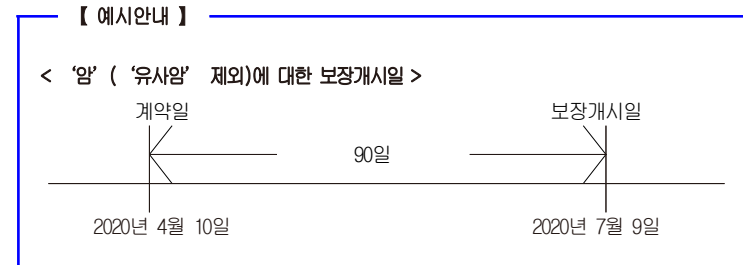 【 예시안내 】
< ‘암’ ( ‘유사암’ 제외)에 대한 보장개시일 >
계약일 보장개시일
90일
2020년 4월 10일 2020년 7월 9일